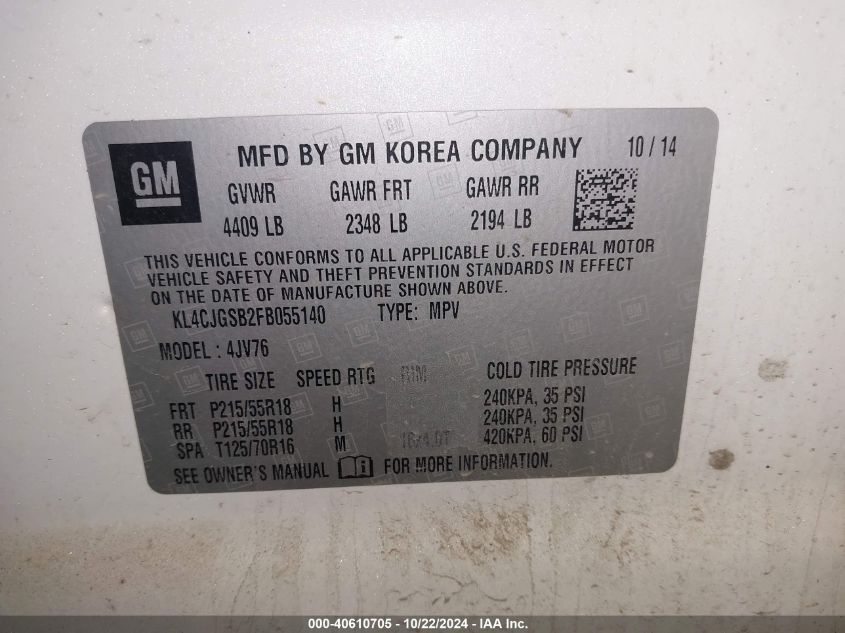 GM
MFD BY GM KOREA COMPANY 10 / 14
GVWR GAWR FRT GAWR RR
4409 LB 2348 LB 2194 LB
THIS VEHICLE CONFORMS TO ALL APPLICABLE U.S. FEDERAL MOTOR
VEHICLE SAFETY AND THEFT PREVENTION STANDARDS IN EFFECT
ON THE DATE OF MANUFACTURE SHOWN ABOVE.
KL4CJGSB2FB055140 TYPE: MPV
MODEL : 4JV76
TIRE SIZE SPEED RTG COLD TIRE PRESSURE
FRT P215/55R18 H 240KPA, 35 PSI
RR P215/55R18 H 240KPA, 35 PSI
SPA T125/70R16 M 420KPA, 60 PSI
SEE OWNER'S MANUAL FOR MORE INFORMATION.
000-40610705 - 10/22/2024 - IAA Inc.